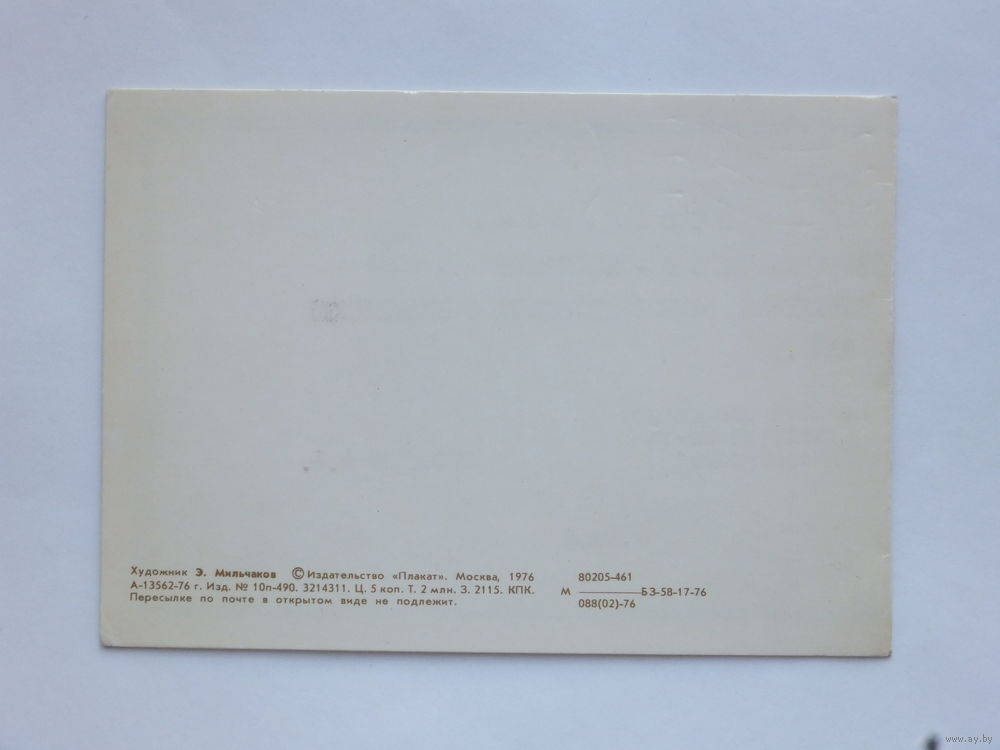 Художник Э. Мильчаков © Издательство «Плакат». Москва, 1976
А-13562-76 г. Изд. № 10п-490. 3214311. Ц. 5 коп. Т. 2 млн. З. 2115. КПК.
Пересылке по почте в открытом виде не подлежит.
80205-461
М ———— БЗ-58-17-76
088(02)-76
www.ay.by